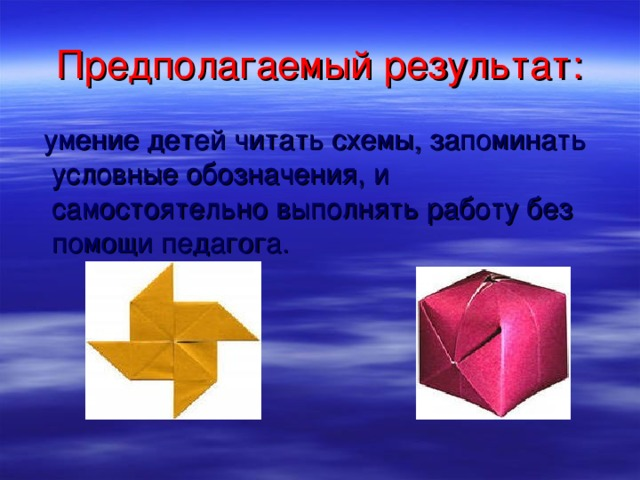 Предполагаемый результат:
умение детей читать схемы, запоминать
условные обозначения, и
самостоятельно выполнять работу без
помощи педагога.